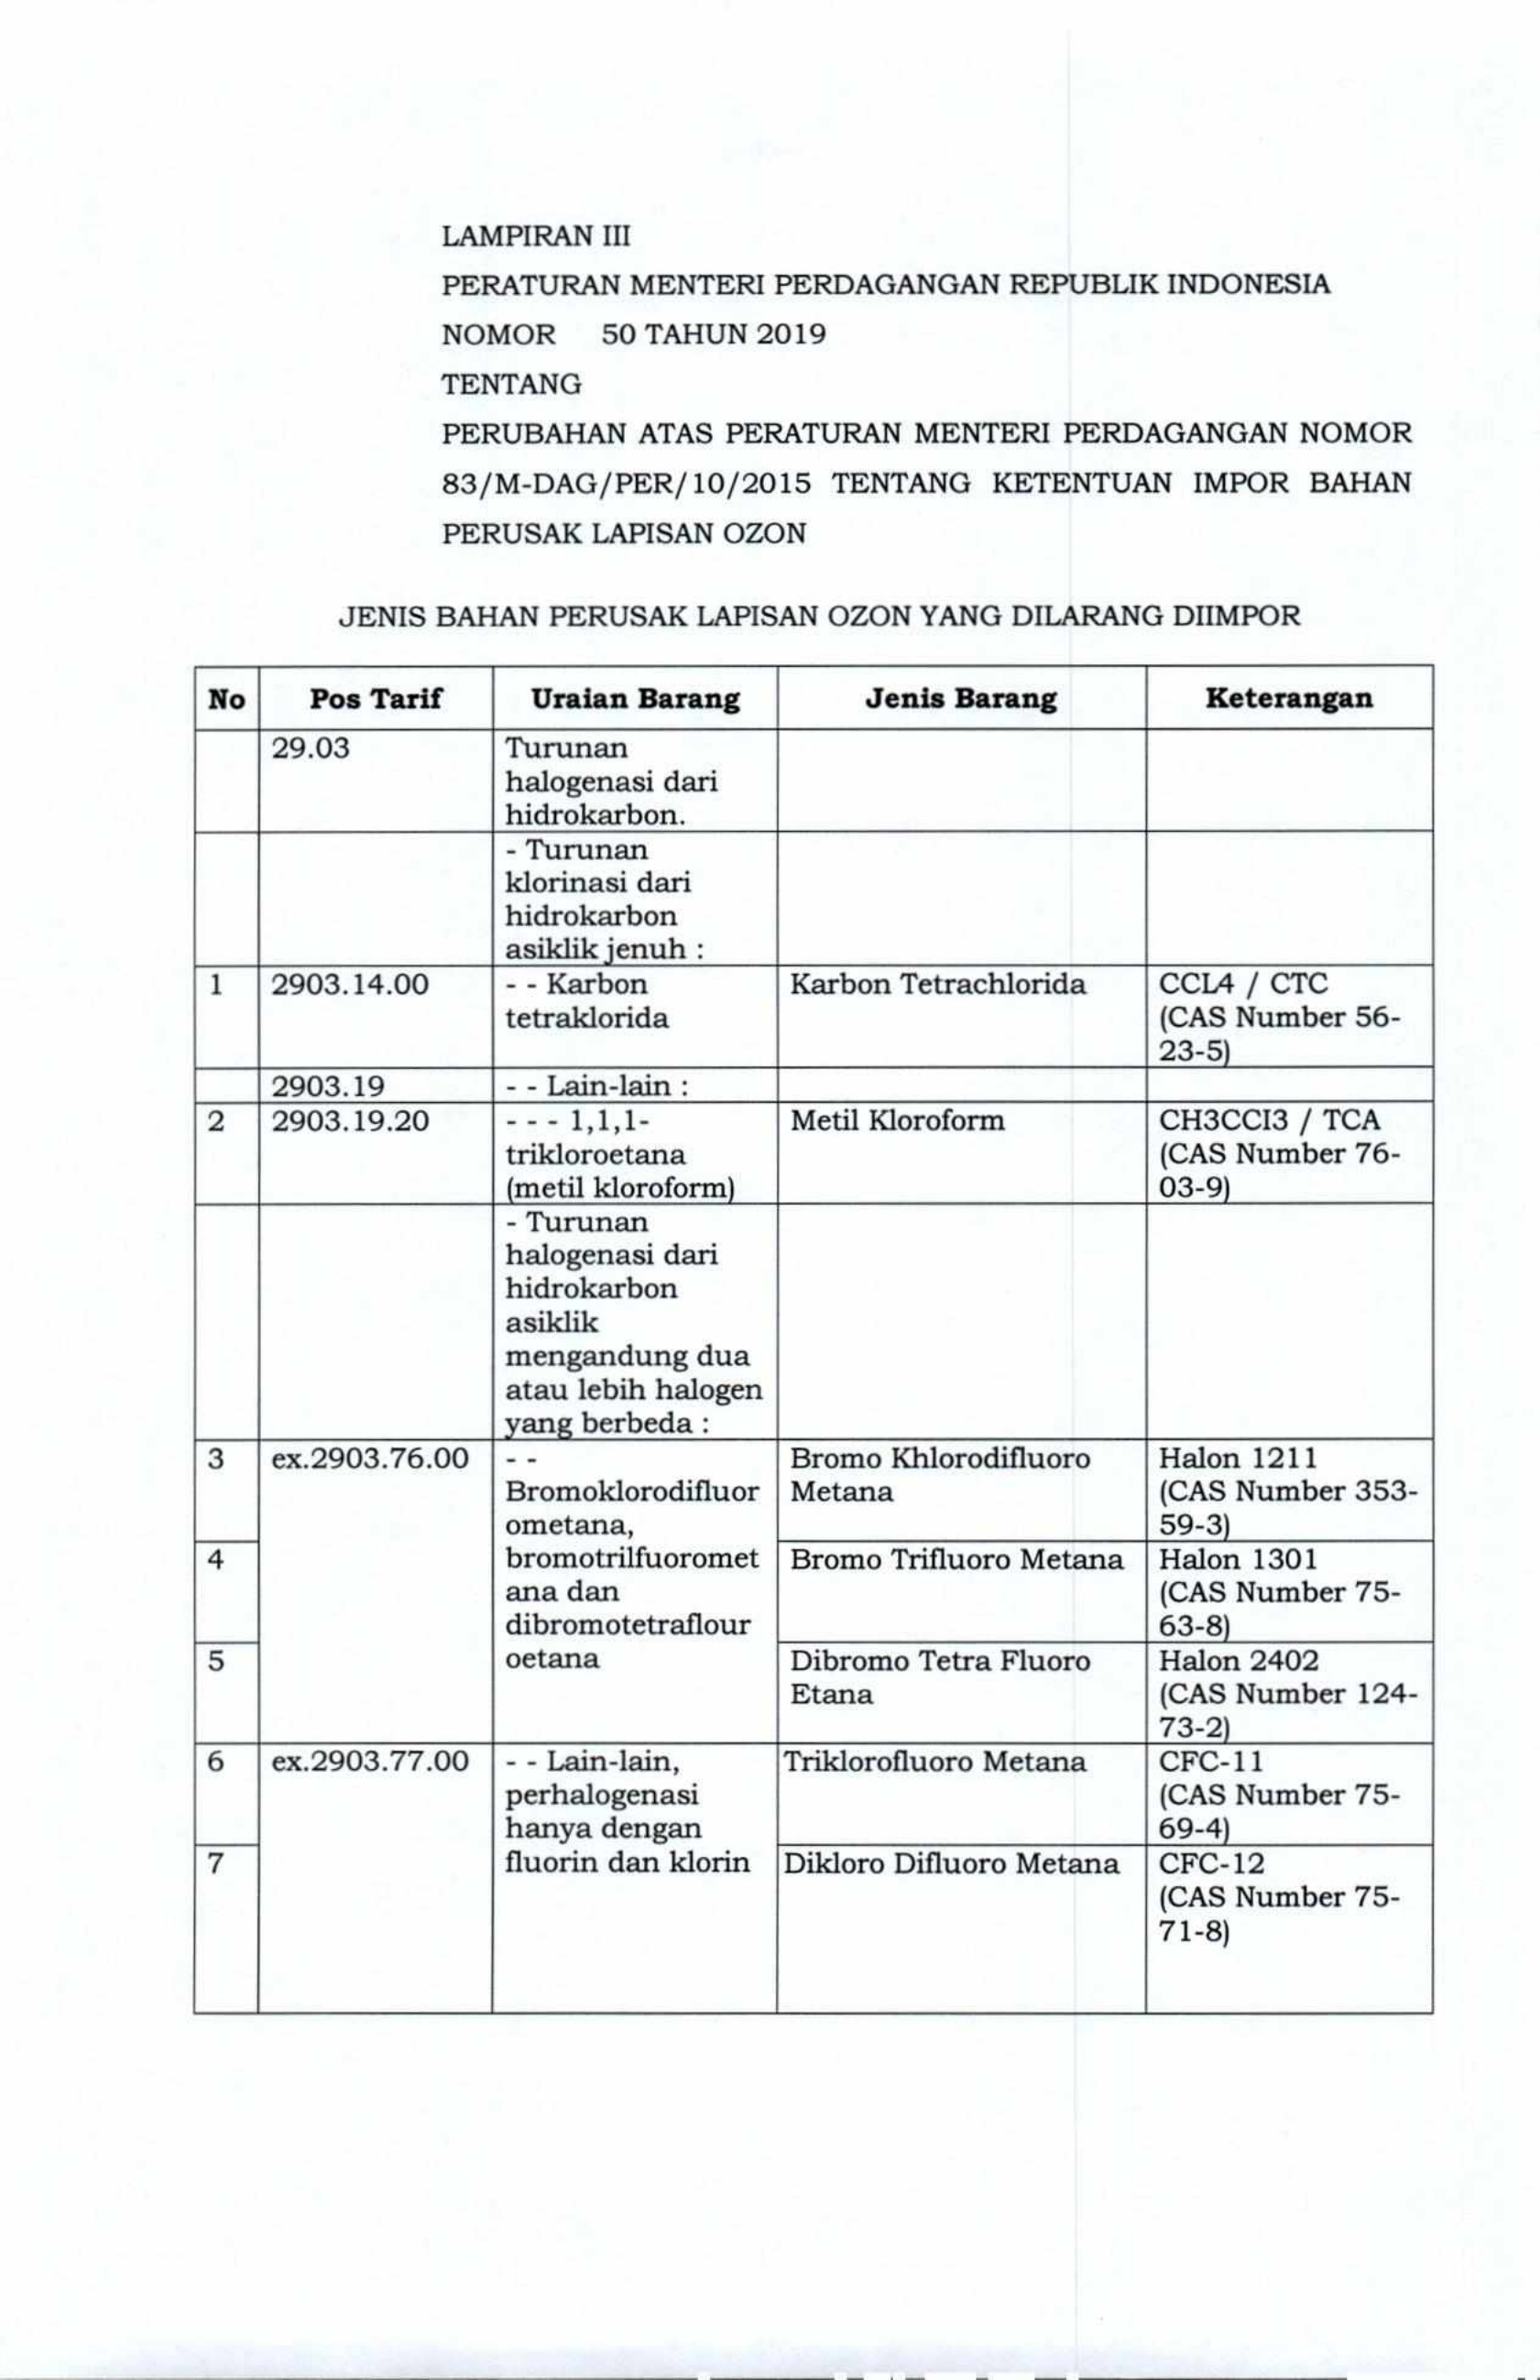 LAMPIRAN III
PERATURAN MENTERI PERDAGANGAN REPUBLIK INDONESIA
NOMOR 50 TAHUN 2019
TENTANG
PERUBAHAN ATAS PERATURAN MENTERI PERDAGANGAN NOMOR
83/M-DAG/PER/10/2015 TENTANG KETENTUAN IMPOR BAHAN
PERUSAK LAPISAN OZON
JENIS BAHAN PERUSAK LAPISAN OZON YANG DILARANG DIIMPOR
No Pos Tarif Uraian Barang Jenis Barang Keterangan
29.03 Turunan
halogenasi dari
hidrokarbon.
- Turunan
klorinasi dari
hidrokarbon
asiklik jenuh :
1 2903.14.00 - - Karbon Karbon Tetrachlorida CCL4 / CTC
tetraklorida (CAS Number 56-
23-5)
2903.19 - - Lain-lain :
2 2903.19.20 - - - 1,1,1- Metil Kloroform CH3CCI3 / TCA
trikloroetana (CAS Number 76-
(metil kloroform) 03-9)
- Turunan
halogenasi dari
hidrokarbon
asiklik
mengandung dua
atau lebih halogen
yang berbeda :
3 ex.2903.76.00 - - Bromo Khlorodifluoro Halon 1211
Bromoklorodifluor Metana (CAS Number 353-
ometana, 59-3)
4 bromotrilfuoromet Bromo Trifluoro Metana Halon 1301
ana dan (CAS Number 75-
dibromotetraflour 63-8)
5 oetana Dibromo Tetra Fluoro Halon 2402
Etana (CAS Number 124-
73-2)
6 ex.2903.77.00 - - Lain-lain, Triklorofluoro Metana CFC-11
perhalogenasi (CAS Number 75-
hanya dengan 69-4)
7 fluorin dan klorin Dikloro Difluoro Metana CFC-12
(CAS Number 75-
71-8)